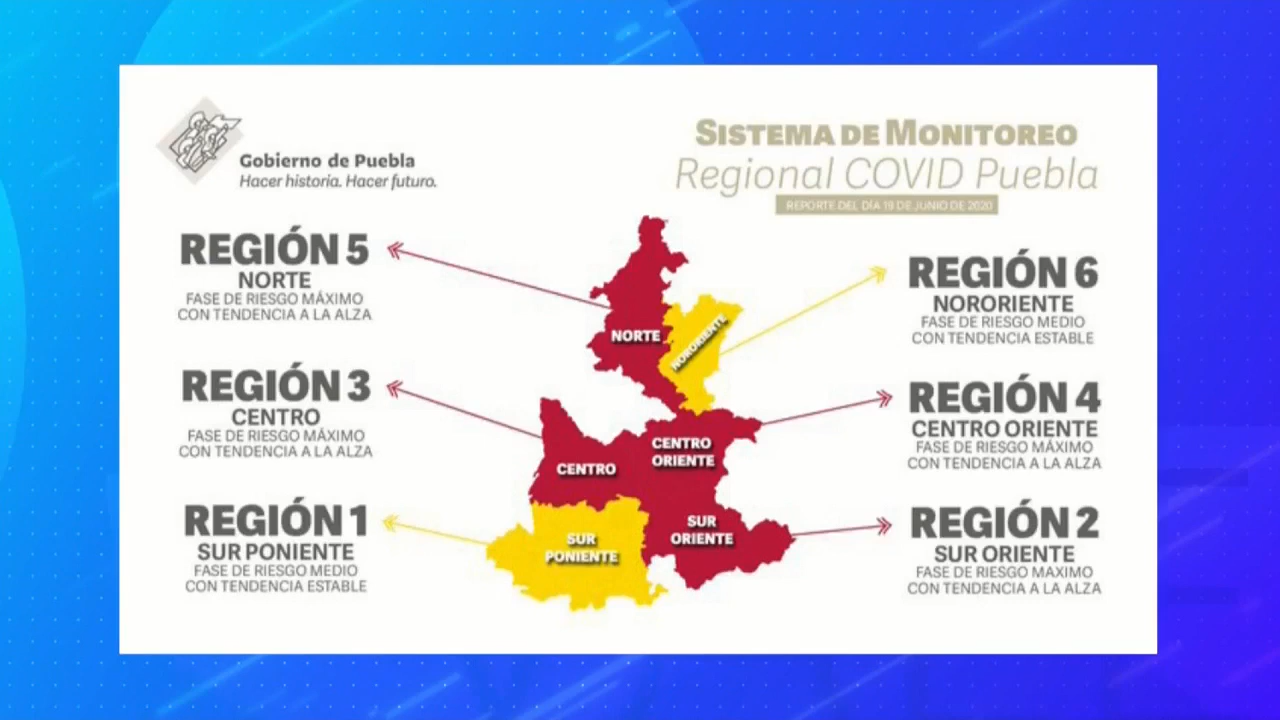 Gobierno de Puebla
Hacer historia. Hacer futuro.
SISTEMA DE MONITOREO
Regional COVID Puebla
REPORTE DEL DÍA 19 DE JUNIO DE 2020
REGIÓN 5
NORTE
FASE DE RIESGO MÁXIMO
CON TENDENCIA A LA ALZA
REGIÓN 3
CENTRO
FASE DE RIESGO MÁXIMO
CON TENDENCIA A LA ALZA
REGIÓN 1
SUR PONIENTE
FASE DE RIESGO MEDIO
CON TENDENCIA ESTABLE
NORTE
NORORIENTE
CENTRO
ORIENTE
CENTRO
SUR
ORIENTE
SUR
PONIENTE
REGIÓN 6
NORORIENTE
FASE DE RIESGO MEDIO
CON TENDENCIA ESTABLE
REGIÓN 4
CENTRO ORIENTE
FASE DE RIESGO MÁXIMO
CON TENDENCIA A LA ALZA
REGIÓN 2
SUR ORIENTE
FASE DE RIESGO MAXIMO
CON TENDENCIA A LA ALZA